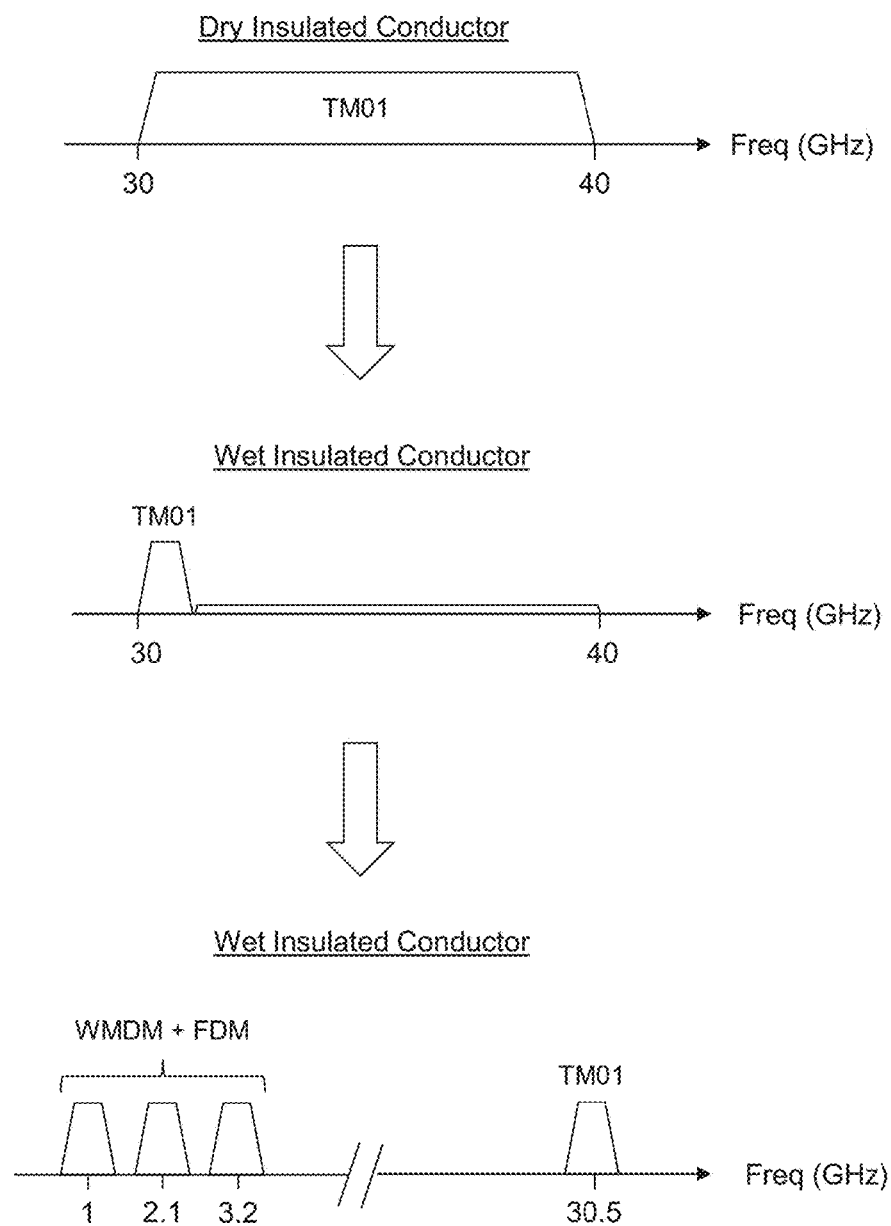 Dry Insulated Conductor
TM01
Freq (GHz)
30
40
Wet Insulated Conductor
TM01
Freq (GHz)
30
40
Wet Insulated Conductor
WMDM + FDM
TM01
Freq (GHz)
1
2.1
3.2
30.5